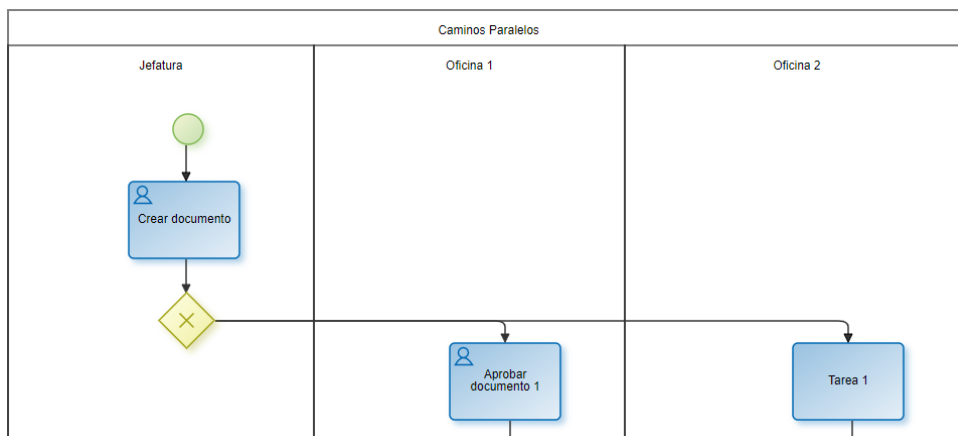 Caminos Paralelos
Jefatura
Oficina 1
Oficina 2
Crear documento
Aprobar
documento 1
Tarea 1